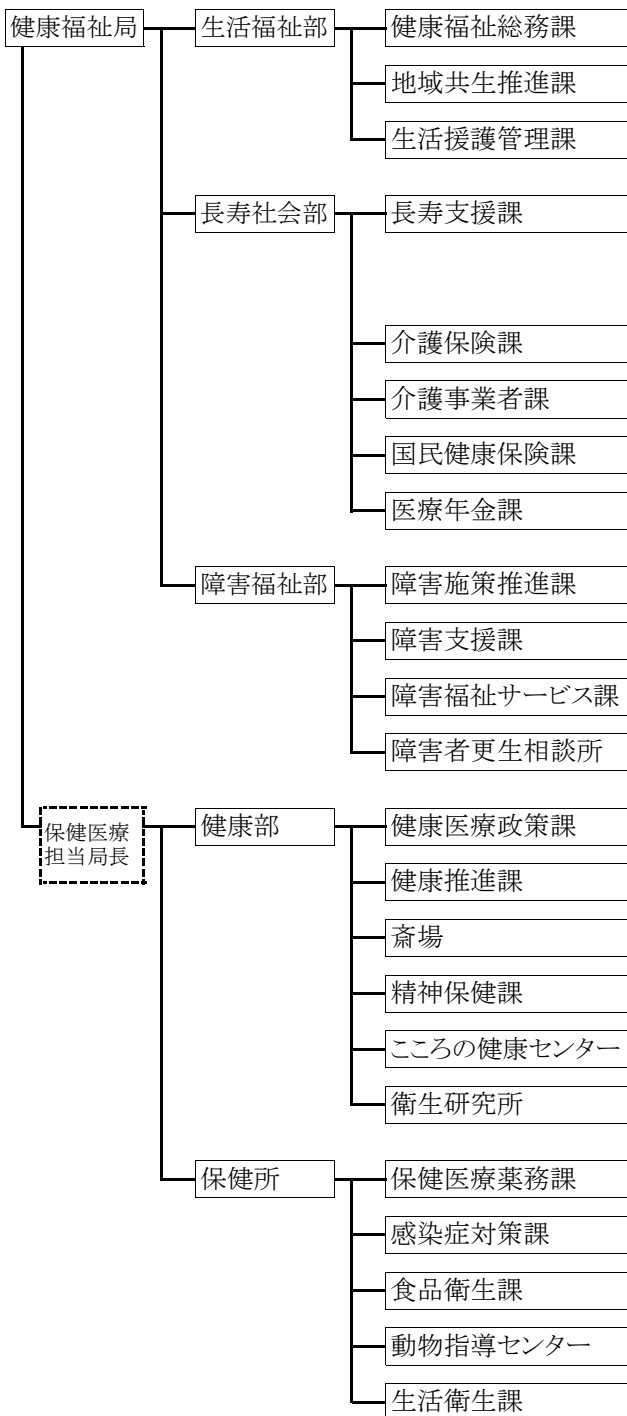 健康福祉局
生活福祉部
健康福祉総務課
地域共生推進課
生活援護管理課
長寿社会部
長寿支援課
介護保険課
介護事業者課
国民健康保険課
医療年金課
障害福祉部
障害施策推進課
障害支援課
障害福祉サービス課
障害者更生相談所
保健医療
担当局長
健康部
健康医療政策課
健康推進課
斎場
精神保健課
こころの健康センター
衛生研究所
保健所
保健医療薬務課
感染症対策課
食品衛生課
動物指導センター
生活衛生課